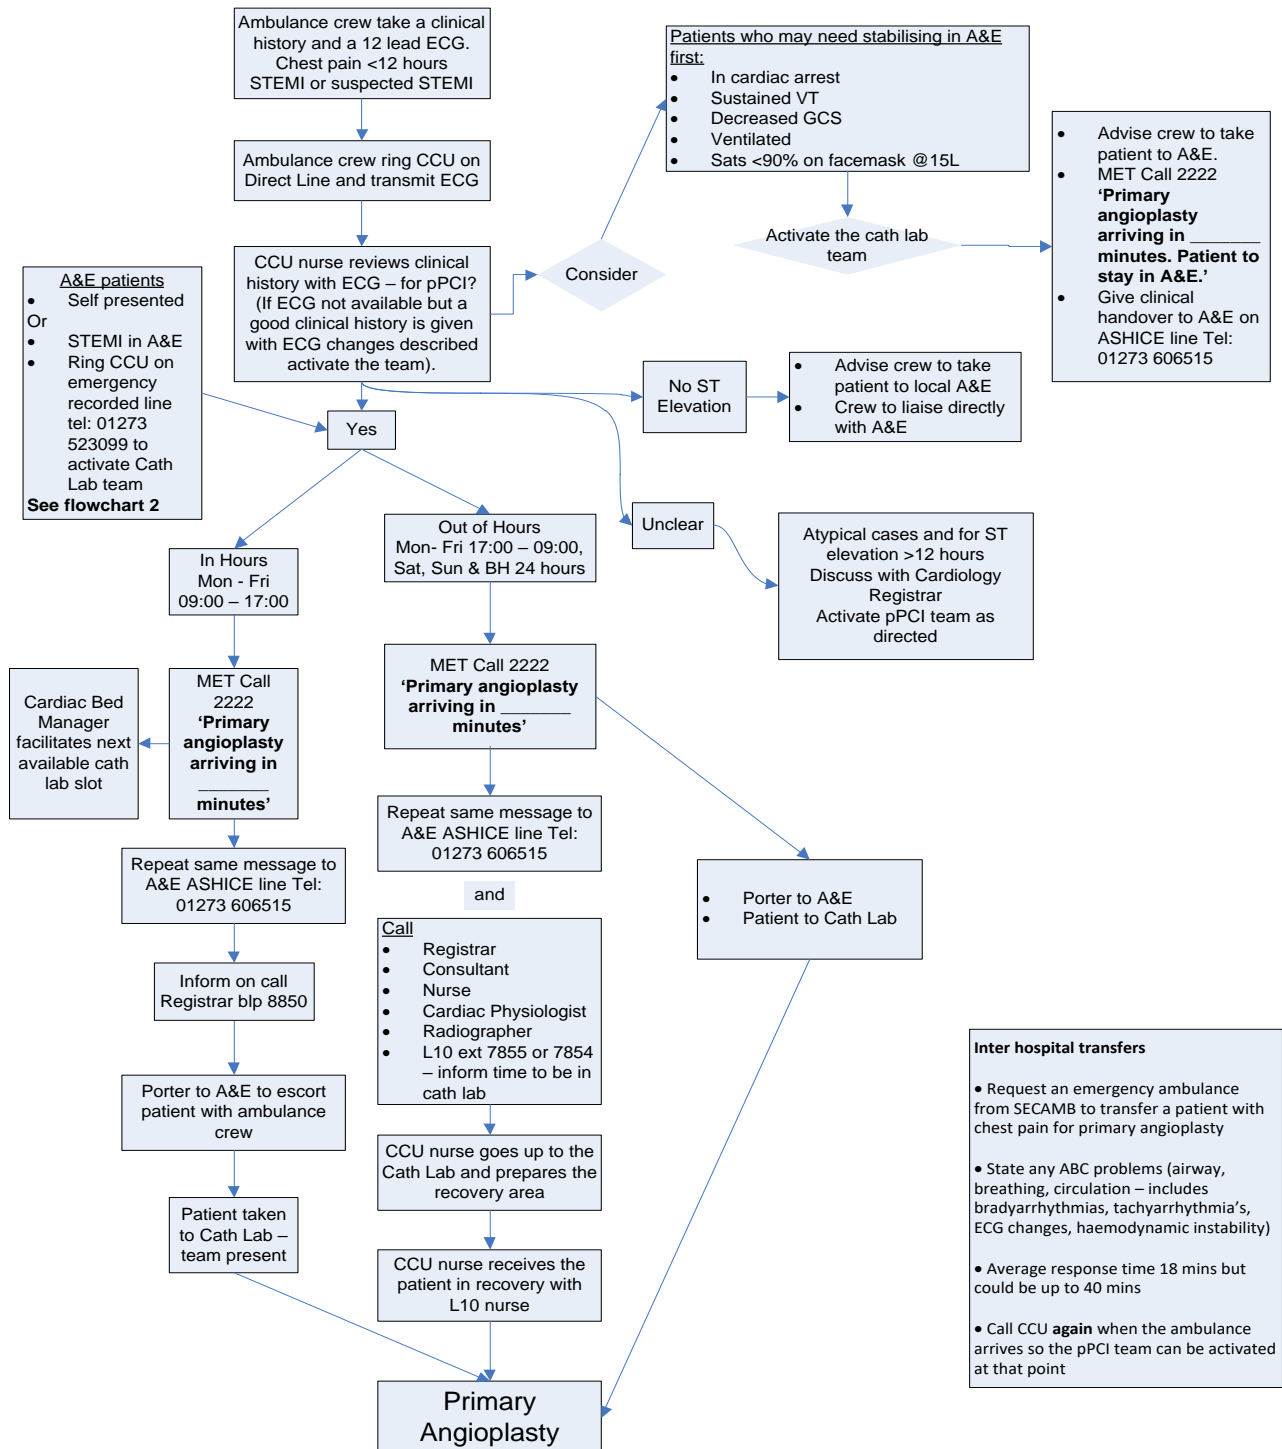 Ambulance crew take a clinical
history and a 12 lead ECG.
Chest pain <12 hours
STEMI or suspected STEMI
Patients who may need stabilising in A&E
first:
• In cardiac arrest
• Sustained VT
• Decreased GCS
• Ventilated
• Sats <90% on facemask @15L
• Advise crew to take
patient to A&E.
• MET Call 2222
‘Primary
angioplasty
arriving in _______
minutes. Patient to
stay in A&E.’
• Give clinical
handover to A&E on
ASHICE line Tel:
01273 606515
Ambulance crew ring CCU on
Direct Line and transmit ECG
Activate the cath lab
team
Consider
CCU nurse reviews clinical
history with ECG – for pPCI?
(If ECG not available but a
good clinical history is given
with ECG changes described
activate the team).
A&E patients
• Self presented
Or
• STEMI in A&E
• Ring CCU on
emergency
recorded line
tel: 01273
523099 to
activate Cath
Lab team
See flowchart 2
No ST
Elevation
• Advise crew to take
patient to local A&E
• Crew to liaise directly
with A&E
Yes
Unclear
Atypical cases and for ST
elevation >12 hours
Discuss with Cardiology
Registrar
Activate pPCI team as
directed
In Hours
Mon - Fri
09:00 – 17:00
Out of Hours
Mon- Fri 17:00 – 09:00,
Sat, Sun & BH 24 hours
Cardiac Bed
Manager
facilitates next
available cath
lab slot
MET Call
2222
‘Primary
angioplasty
arriving in
_______
minutes’
MET Call 2222
‘Primary angioplasty
arriving in _______
minutes’
Repeat same message to
A&E ASHICE line Tel:
01273 606515
Repeat same message to
A&E ASHICE line Tel:
01273 606515
and
Call
• Registrar
• Consultant
• Nurse
• Cardiac Physiologist
• Radiographer
• L10 ext 7855 or 7854
– inform time to be in
cath lab
• Porter to A&E
• Patient to Cath Lab
Inform on call
Registrar blp 8850
Porter to A&E to escort
patient with ambulance
crew
Patient taken
to Cath Lab –
team present
CCU nurse goes up to the
Cath Lab and prepares the
recovery area
CCU nurse receives the
patient in recovery with
L10 nurse
Primary
Angioplasty
Inter hospital transfers
• Request an emergency ambulance
from SECAMB to transfer a patient with
chest pain for primary angioplasty
• State any ABC problems (airway,
breathing, circulation – includes
bradyarrhythmias, tachyarrhythmia’s,
ECG changes, haemodynamic instability)
• Average response time 18 mins but
could be up to 40 mins
• Call CCU again when the ambulance
arrives so the pPCI team can be activated
at that point